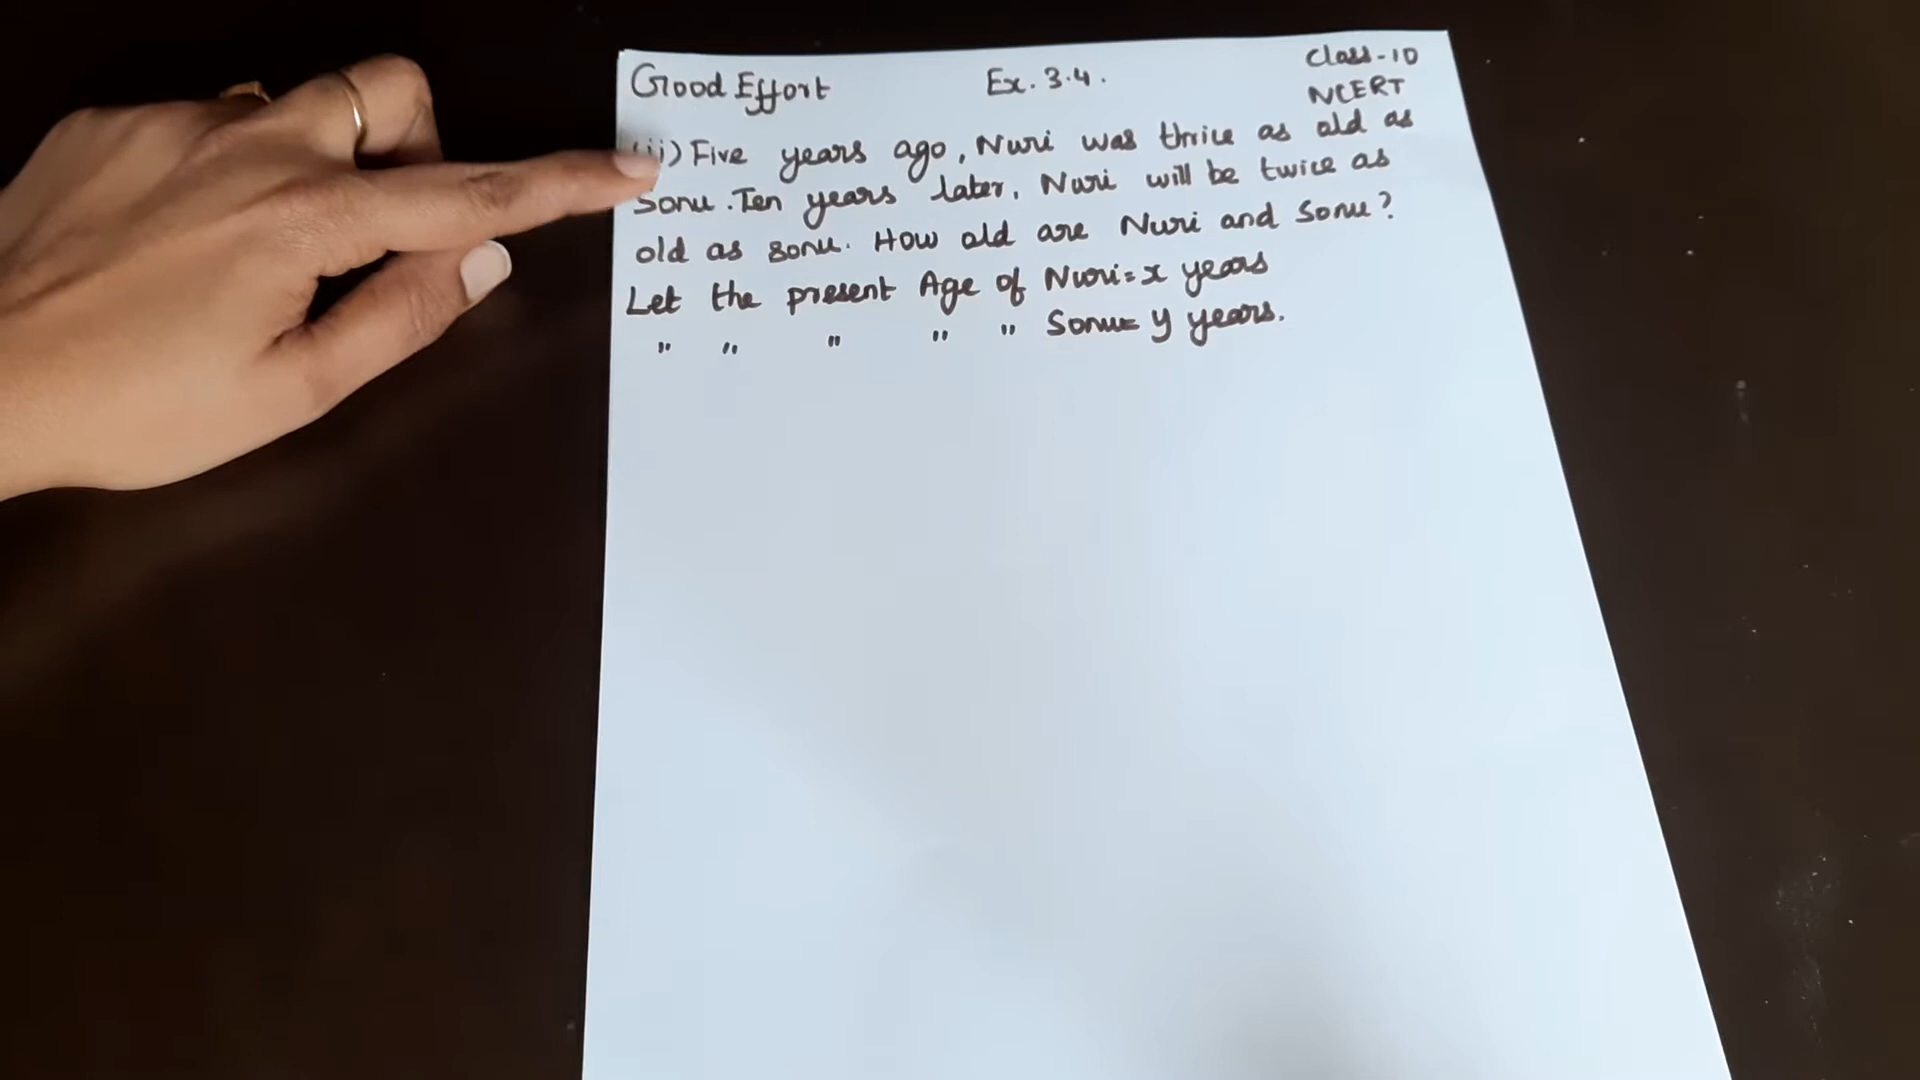 Good Effort Ex. 3.4. Class-10
NCERT
(ii) Five years ago, Nuri was thrice as old as
Sonu. Ten years later, Nuri will be twice as
old as sonu. How old are Nuri and Sonu?
Let the present Age of Nuri = x years
" " " " " Sonu = y years.